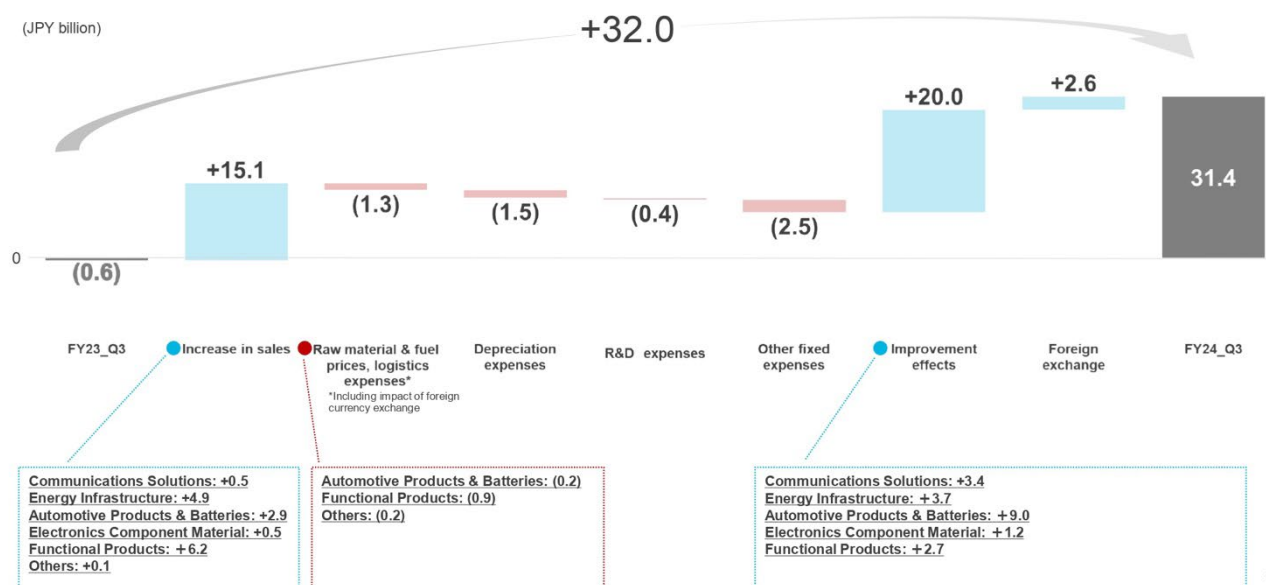 (JPY billion)
+32.0
+15.1
(1.3)
(1.5)
(0.4)
(2.5)
+20.0
+2.6
31.4
0
(0.6)
FY23_Q3
Increase in sales
Raw material & fuel
prices, logistics
expenses*
*Including impact of foreign
currency exchange
Depreciation
expenses
R&D expenses
Other fixed
expenses
Improvement
effects
Foreign
exchange
FY24_Q3
Communications Solutions: +0.5
Energy Infrastructure: +4.9
Automotive Products & Batteries: +2.9
Electronics Component Material: +0.5
Functional Products: +6.2
Others: +0.1
Automotive Products & Batteries: (0.2)
Functional Products: (0.9)
Others: (0.2)
Communications Solutions: +3.4
Energy Infrastructure: +3.7
Automotive Products & Batteries: +9.0
Electronics Component Material: +1.2
Functional Products: +2.7